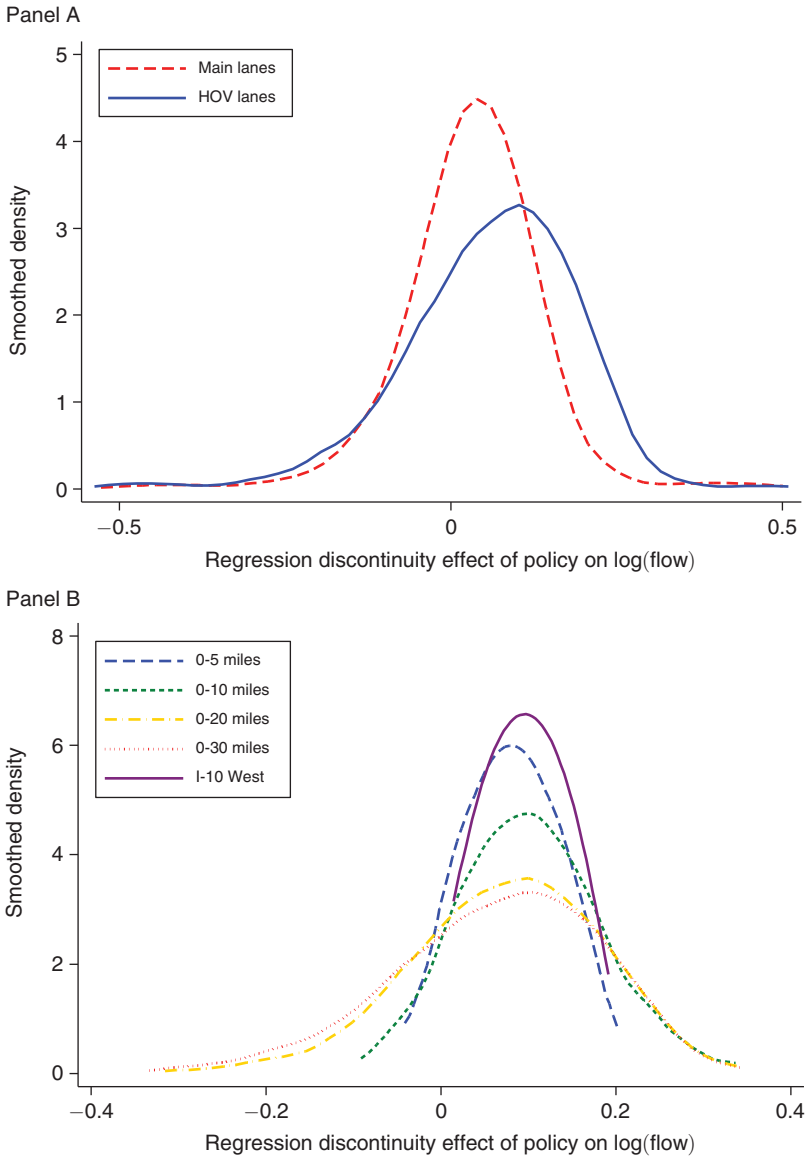 Panel A
Smoothed density
5
4
3
2
1
0
Main lanes
HOV lanes
−0.5
0
0.5
Regression discontinuity effect of policy on log(flow)
Panel B
Smoothed density
8
6
4
2
0
0-5 miles
0-10 miles
0-20 miles
0-30 miles
I-10 West
−0.4
−0.2
0
0.2
0.4
Regression discontinuity effect of policy on log(flow)